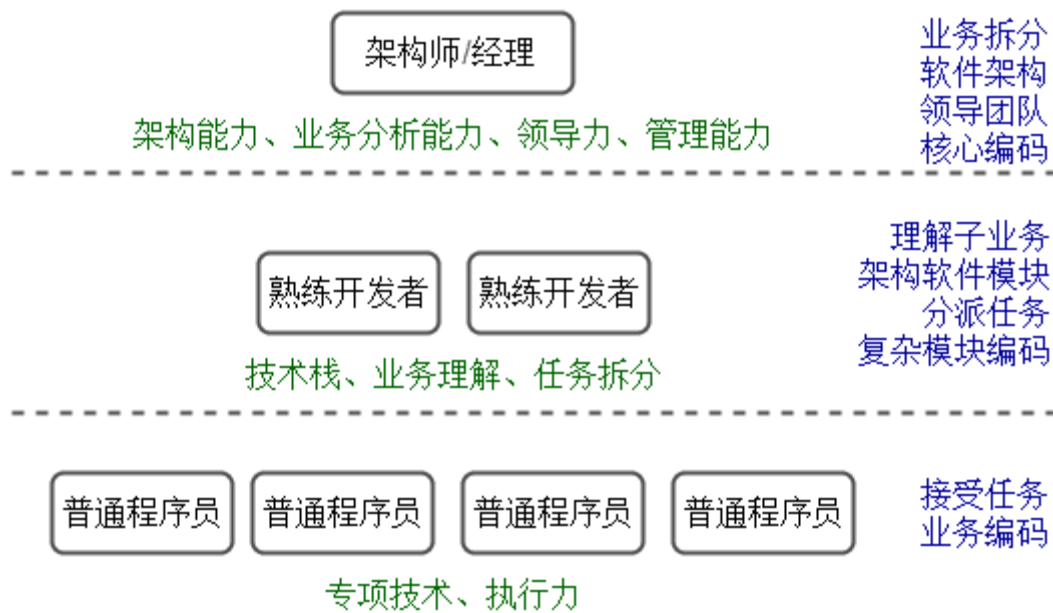 架构师/经理
业务拆分
软件架构
领导团队
核心编码
架构能力、业务分析能力、领导力、管理能力
熟练开发者
熟练开发者
理解子业务
架构软件模块
分派任务
复杂模块编码
技术栈、业务理解、任务拆分
普通程序员
普通程序员
普通程序员
普通程序员
接受任务
业务编码
专项技术、执行力